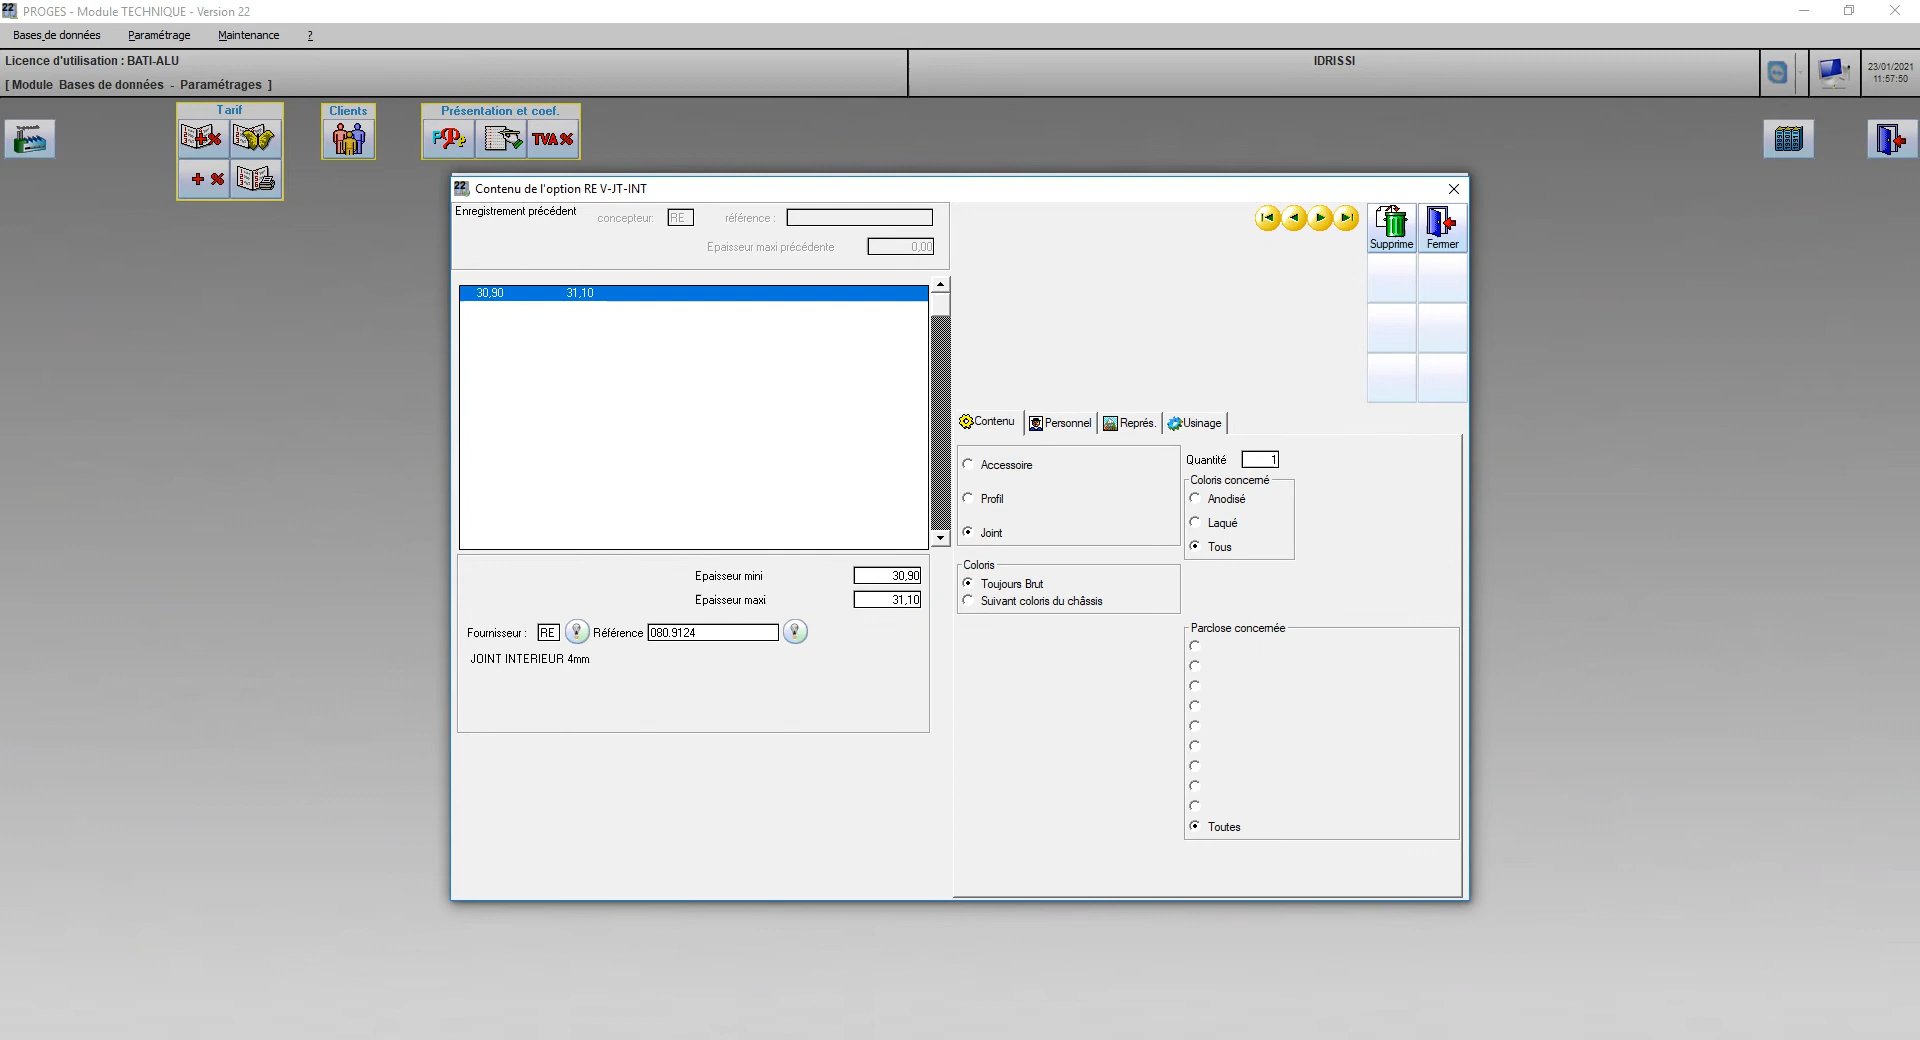 PROGES - Module TECHNIQUE - Version 22
Bases de données Paramétrage Maintenance ?
Licence d'utilisation : BATI-ALU
IDRISSI
[ Module Bases de données - Paramétrages ]
23/01/2021
11:57:50
Tarif
Clients
Présentation et coef.
TVA %
22 Contenu de l'option RE V-JT-INT
Enregistrement précédent
concepteur: RE référence :
Epaisseur maxi précédente 0,00
Supprime Fermer
30,90 31,10
Contenu Personnel Représ. Usinage
Accessoire
Profil
Joint
Quantité 1
Coloris concerné
Anodisé
Laqué
Tous
Coloris
Toujours Brut
Suivant coloris du châssis
Epaisseur mini 30,90
Epaisseur maxi 31,10
Fournisseur : RE Référence 080.9124
JOINT INTERIEUR 4mm
Parclose concernée
Toutes